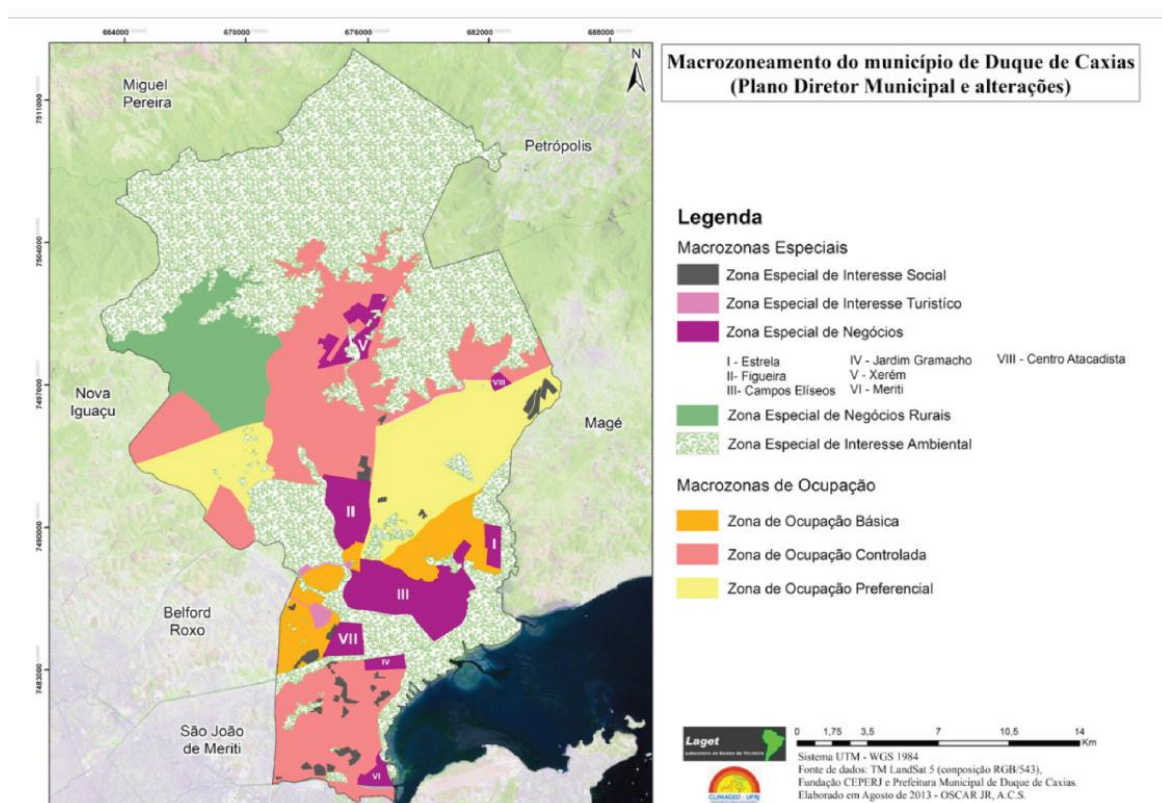 664000
670000
676000
682000
688000
7511000
7504000
7497000
7490000
7483000
N
Miguel
Pereira
Petrópolis
Nova
Iguaçu
Magé
Belford
Roxo
São João
de Meriti
V
VIII
II
I
III
VII
IV
VI
Macrozoneamento do município de Duque de Caxias
(Plano Diretor Municipal e alterações)
Legenda
Macrozonas Especiais
Zona Especial de Interesse Social
Zona Especial de Interesse Turistíco
Zona Especial de Negócios
I - Estrela
IV - Jardim Gramacho
VIII - Centro Atacadista
II- Figueira
V - Xerém
III- Campos Elíseos
VI - Meriti
Zona Especial de Negócios Rurais
Zona Especial de Interesse Ambiental
Macrozonas de Ocupação
Zona de Ocupação Básica
Zona de Ocupação Controlada
Zona de Ocupação Preferencial
Laget
CLIMAGEO - UFRJ
0 1,75 3,5 7 10,5 14
Km
Sistema UTM - WGS 1984
Fonte de dados: TM LandSat 5 (conposição RGB/543),
Fundação CEPERJ e Prefeitura Municipal de Duque de Caxias.
Elaborado em Agosto de 2013 - OSCAR JR, A.C.S.